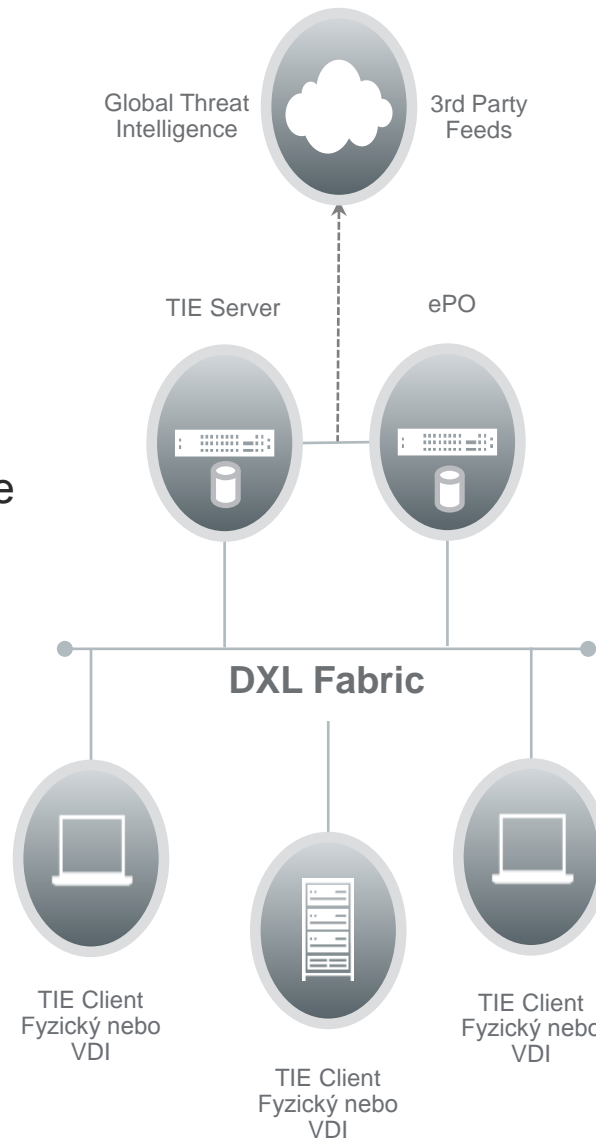 Global Threat
Intelligence
3rd Party
Feeds
TIE Server
ePO
e
DXL Fabric
TIE Client
Fyzický nebo
VDI
TIE Client
Fyzický nebo
VDI
TIE Client
Fyzický nebo
VDI